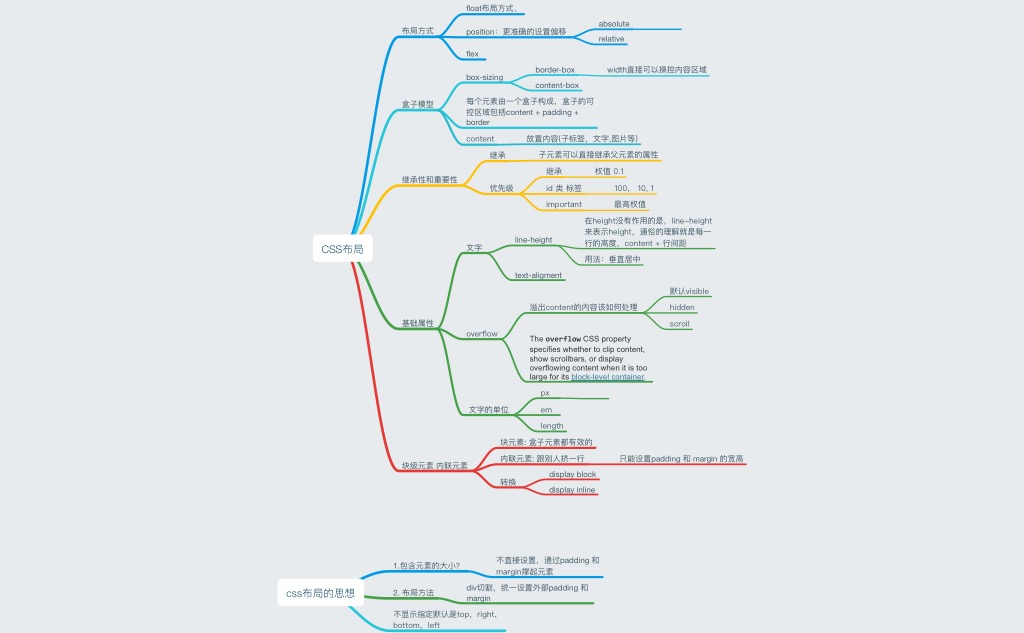 CSS布局
布局方式
float布局方式、
position：更准确的设置偏移
absolute
relative
flex
盒子模型
box-sizing
border-box
width直接可以操控内容区域
content-box
每个元素由一个盒子构成，盒子的可
控区域包括content + padding +
border
content
放置内容(子标签，文字,图片等)
继承性和重要性
继承
子元素可以直接继承父元素的属性
优先级
继承
权值 0.1
id 类 标签
100， 10, 1
important
最高权值
基础属性
文字
line-height
在height没有作用的是，line-height
来表示height，通俗的理解就是每一
行的高度，content + 行间距
用法：垂直居中
text-aligment
overflow
溢出content的内容该如何处理
默认visible
hidden
scroll
The overflow CSS property
specifies whether to clip content,
show scrollbars, or display
overflowing content when it is too
large for its block-level container.
文字的单位
px
em
length
块级元素 内联元素
块元素: 盒子元素都有效的
内联元素: 跟别人挤一行
只能设置padding 和 margin 的宽高
转换
display block
display inline
css布局的思想
1.包含元素的大小?
不直接设置，通过padding 和
margin撑起元素
2. 布局方法
div切割，统一设置外部padding 和
margin
不显示指定默认是top，right，
bottom，left